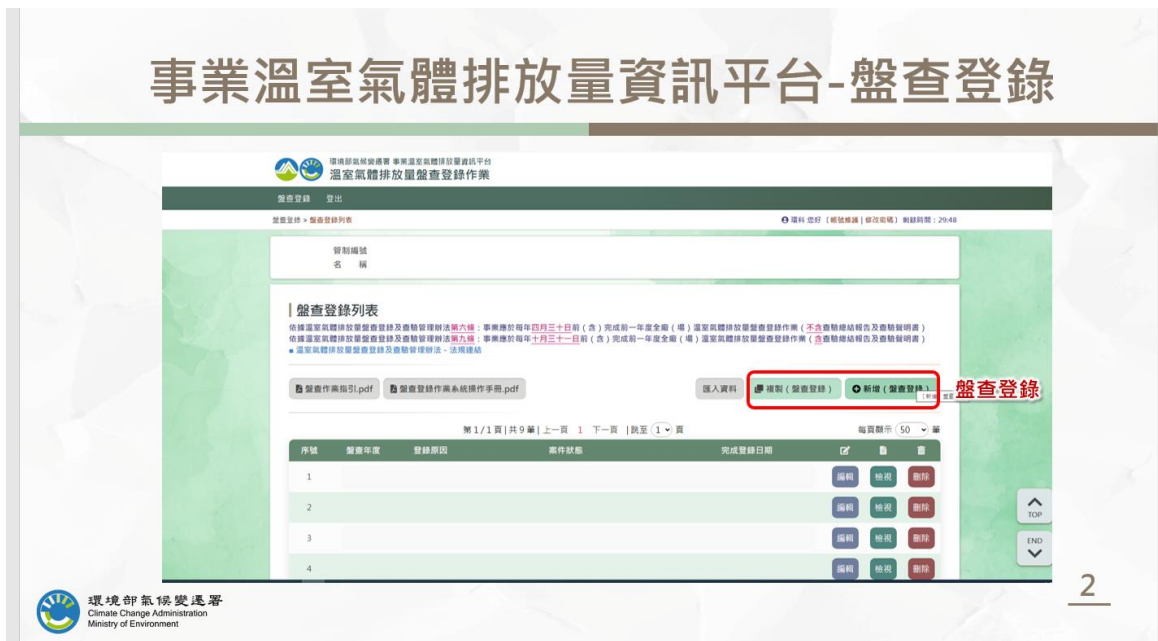 事業溫室氣體排放量資訊平台-盤查登錄
環境部氣候變遷署 事業溫室氣體排放量資訊平台
溫室氣體排放量盤查登錄作業
盤查登錄 登出
盤查登錄 > 盤查登錄列表
環科 您好 (帳號維護|修改密碼) 剩餘時間:29:48
管制編號
名 稱
盤查登錄列表
依據溫室氣體排放量盤查登錄及查驗管理辦法第六條:事業應於每年四月三十日前(含)完成前一年度全廠(場)溫室氣體排放量盤查登錄作業(不含查驗總結報告及查驗聲明書)
依據溫室氣體排放量盤查登錄及查驗管理辦法第九條:事業應於每年十月三十一日前(含)完成前一年度全廠(場)溫室氣體排放量盤查登錄作業(含查驗總結報告及查驗聲明書)
溫室氣體排放量盤查登錄及查驗管理辦法 - 法規連結
盤查作業指引.pdf 盤查登錄作業系統操作手冊.pdf 匯入資料 複製(盤查登錄) 新增(盤查登錄) 盤查登錄
第1/1頁|共9筆|上一頁 1 下一頁 |跳至 1 頁 每頁顯示 50 筆
序號 盤查年度 登錄原因 案件狀態 完成登錄日期
1 編輯 檢視 刪除
2 編輯 檢視 刪除
TOP
3 編輯 檢視 刪除
END
4 編輯 檢視 刪除
2
環境部氣候變遷署
Climate Change Administration
Ministry of Environment